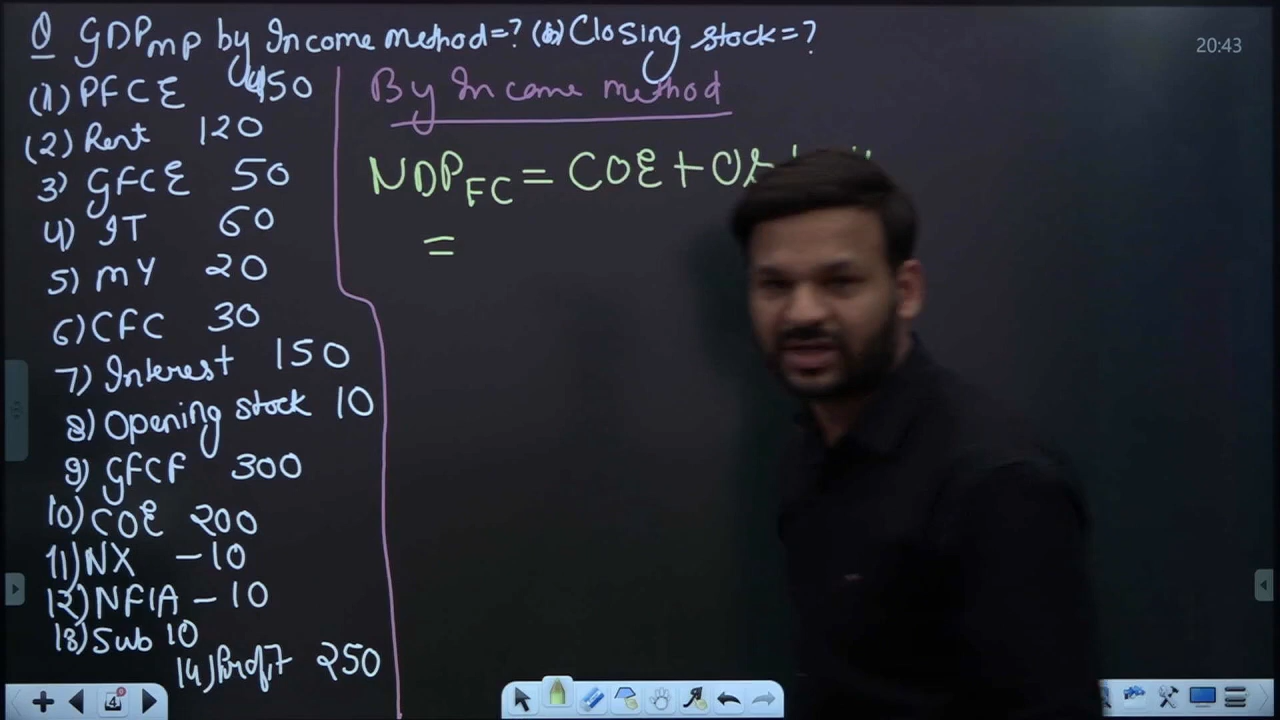 Q GDPMP by Income method=? (b) Closing stock=?
20:43
(1) PFCE 450
(2) Rent 120
3) GFCE 50
4) IT 60
5) MY 20
6) CFC 30
7) Interest 150
8) Opening stock 10
9) GFCF 300
10) COE 200
11) NX -10
12) NFIA -10
13) Sub 10
14) Profit 250
By Income method
NDPFC = COE +
=
4